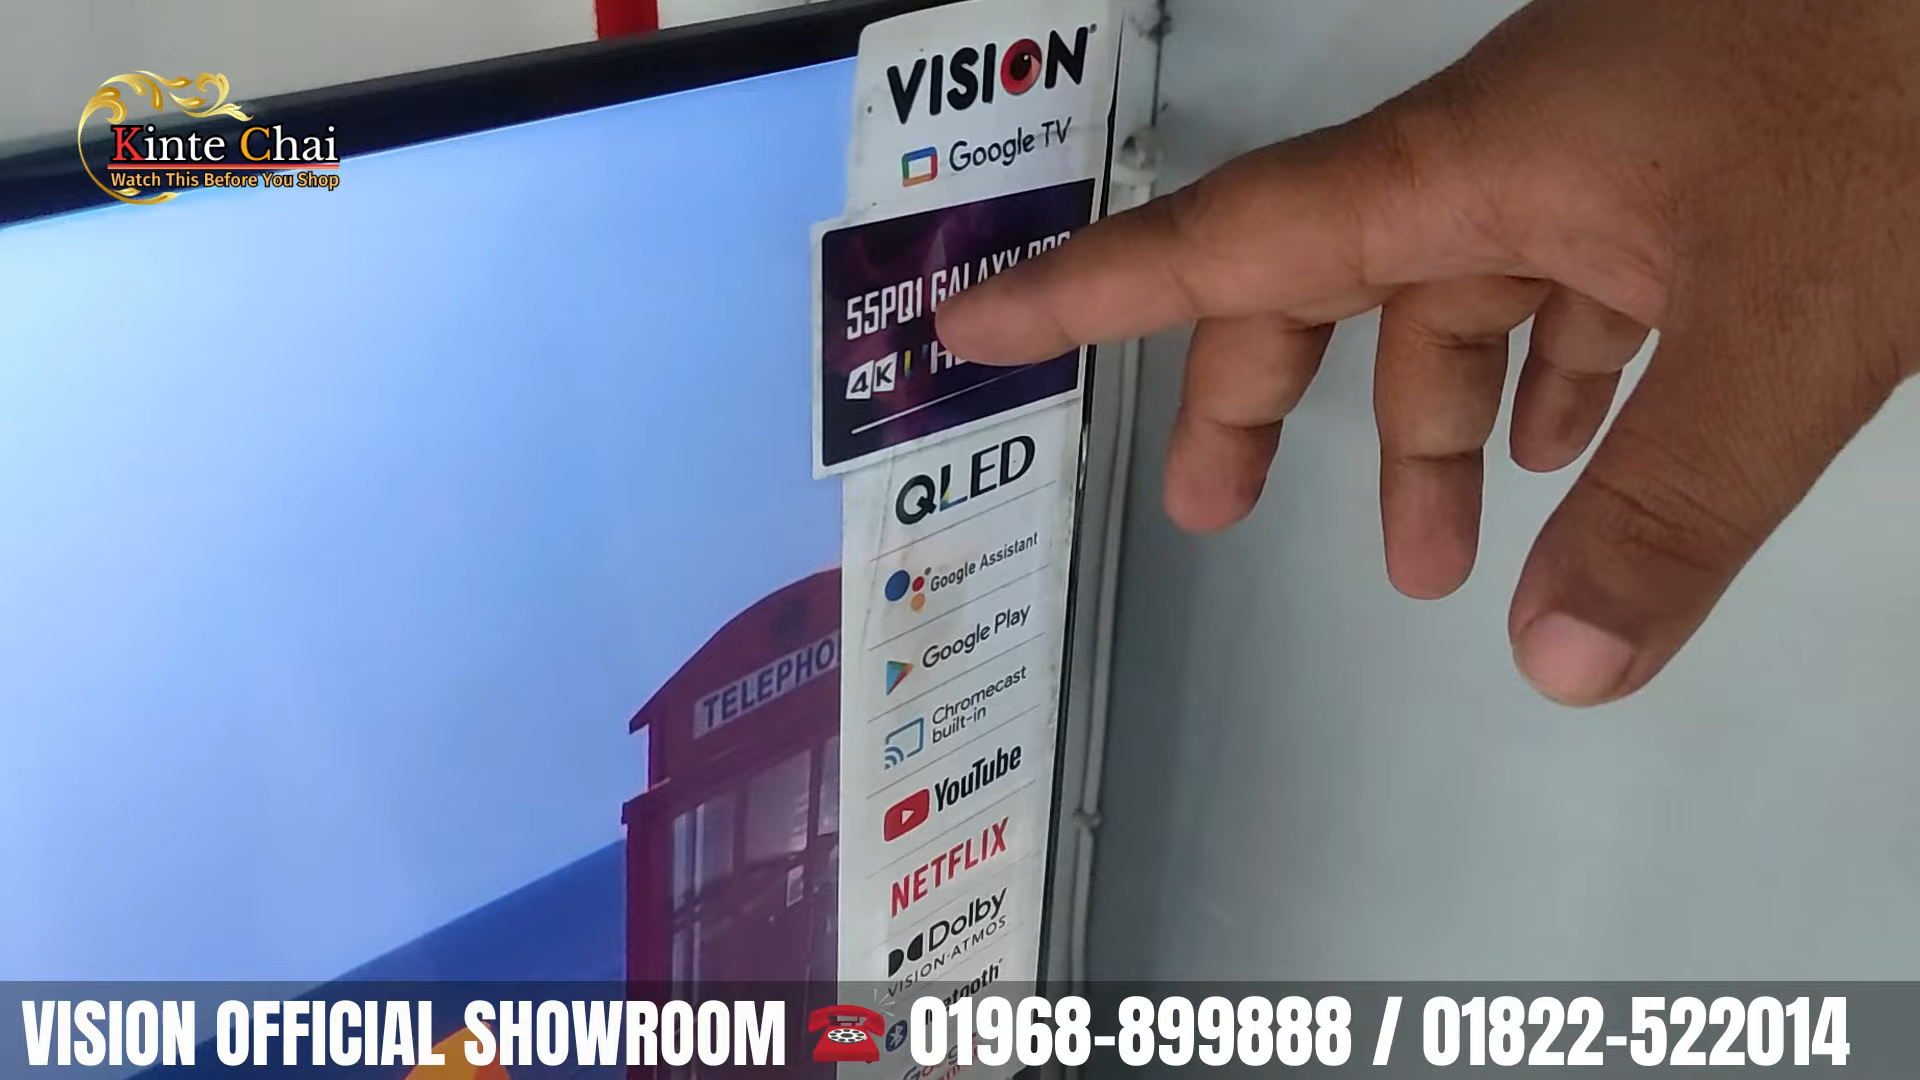 Kinte Chai
Watch This Before You Shop
VISION
Google TV
55PQ1 GALAXY
4K
QLED
Google Assistant
Google Play
Chromecast
built-in
YouTube
NETFLIX
Dolby
VISION·ATMOS
TELEPHO
VISION OFFICIAL SHOWROOM ☎ 01968-899888 / 01822-522014